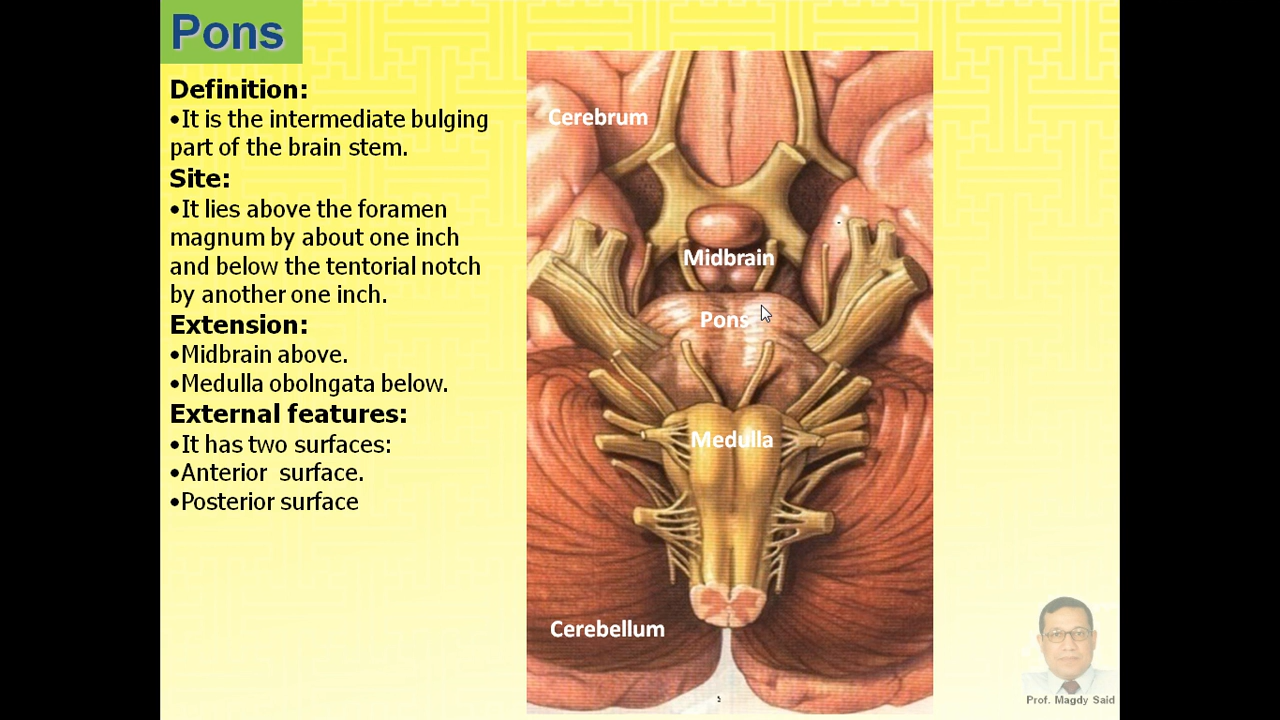 Pons
Definition:
•It is the intermediate bulging
part of the brain stem.
Site:
•It lies above the foramen
magnum by about one inch
and below the tentorial notch
by another one inch.
Extension:
•Midbrain above.
•Medulla obolngata below.
External features:
•It has two surfaces:
•Anterior  surface.
•Posterior surface
Cerebrum
Midbrain
Pons
Medulla
Cerebellum
5
Prof. Magdy Said